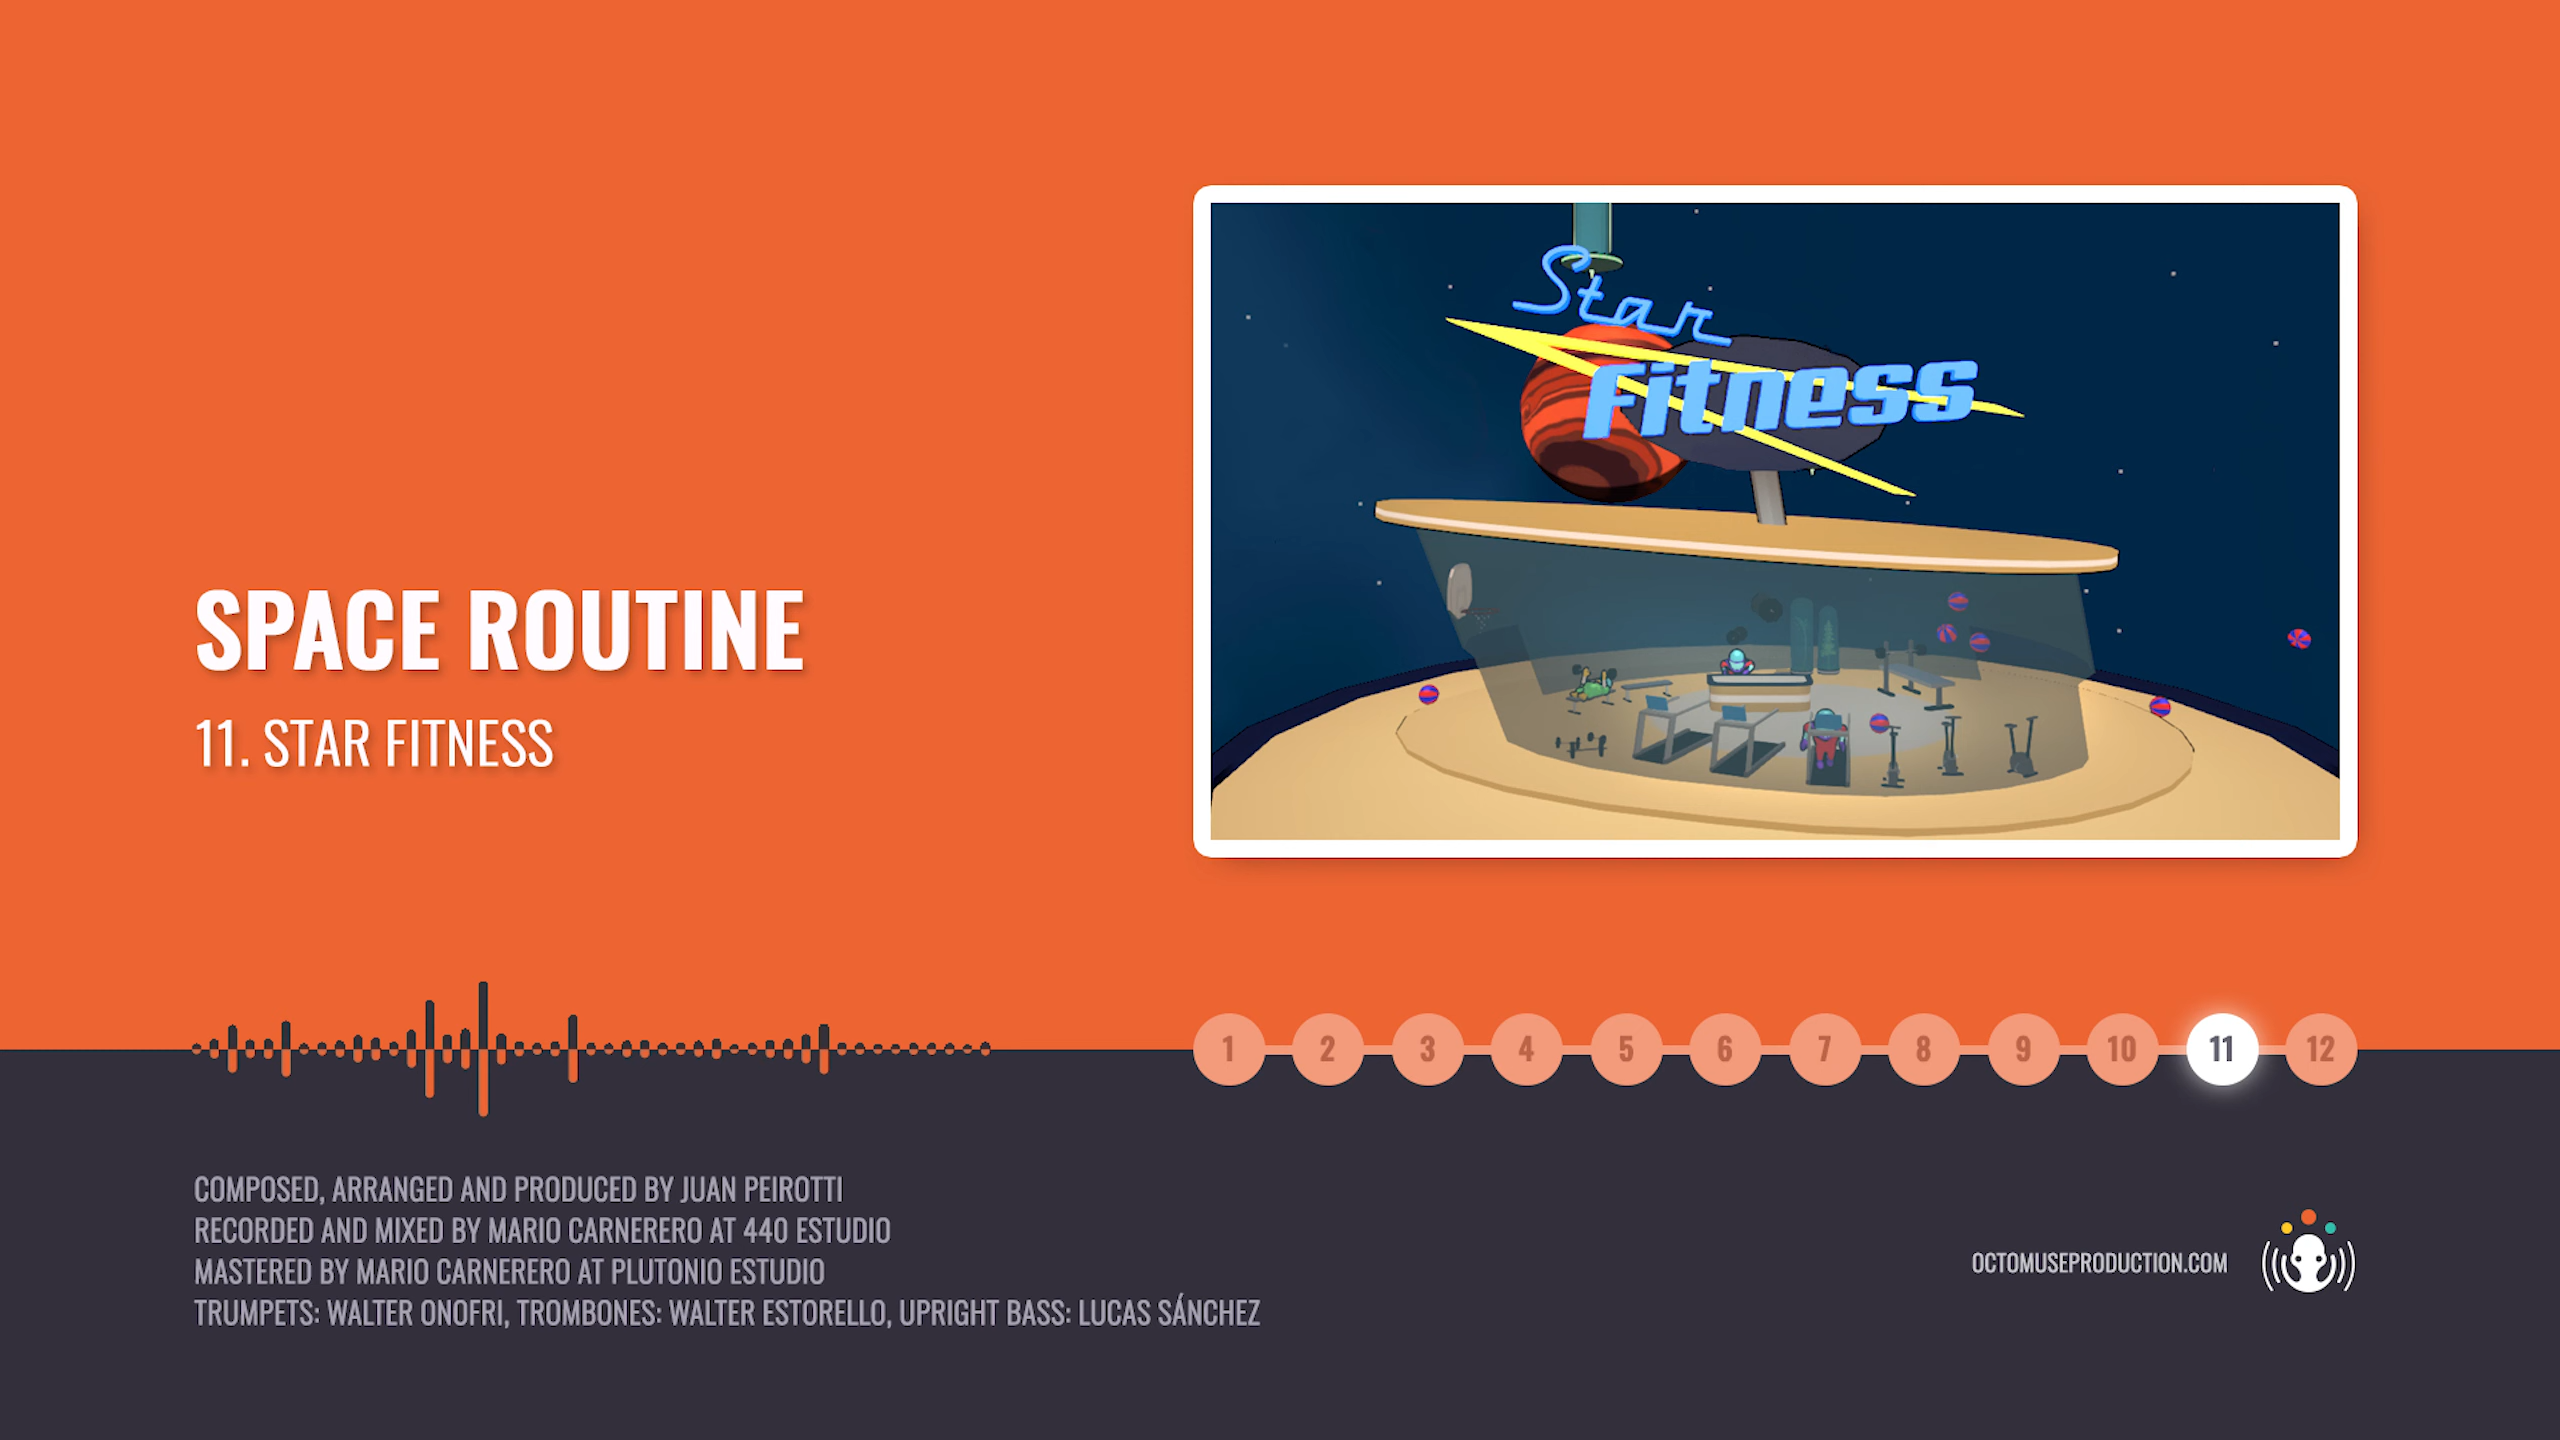 Star
Fitness
SPACE ROUTINE
11. STAR FITNESS
1 2 3 4 5 6 7 8 9 10 11 12
COMPOSED, ARRANGED AND PRODUCED BY JUAN PEIROTTI
RECORDED AND MIXED BY MARIO CARNERERO AT 440 ESTUDIO
MASTERED BY MARIO CARNERERO AT PLUTONIO ESTUDIO
TRUMPETS: WALTER ONOFRI, TROMBONES: WALTER ESTORELLO, UPRIGHT BASS: LUCAS SÁNCHEZ
OCTOMUSEPRODUCTION.COM